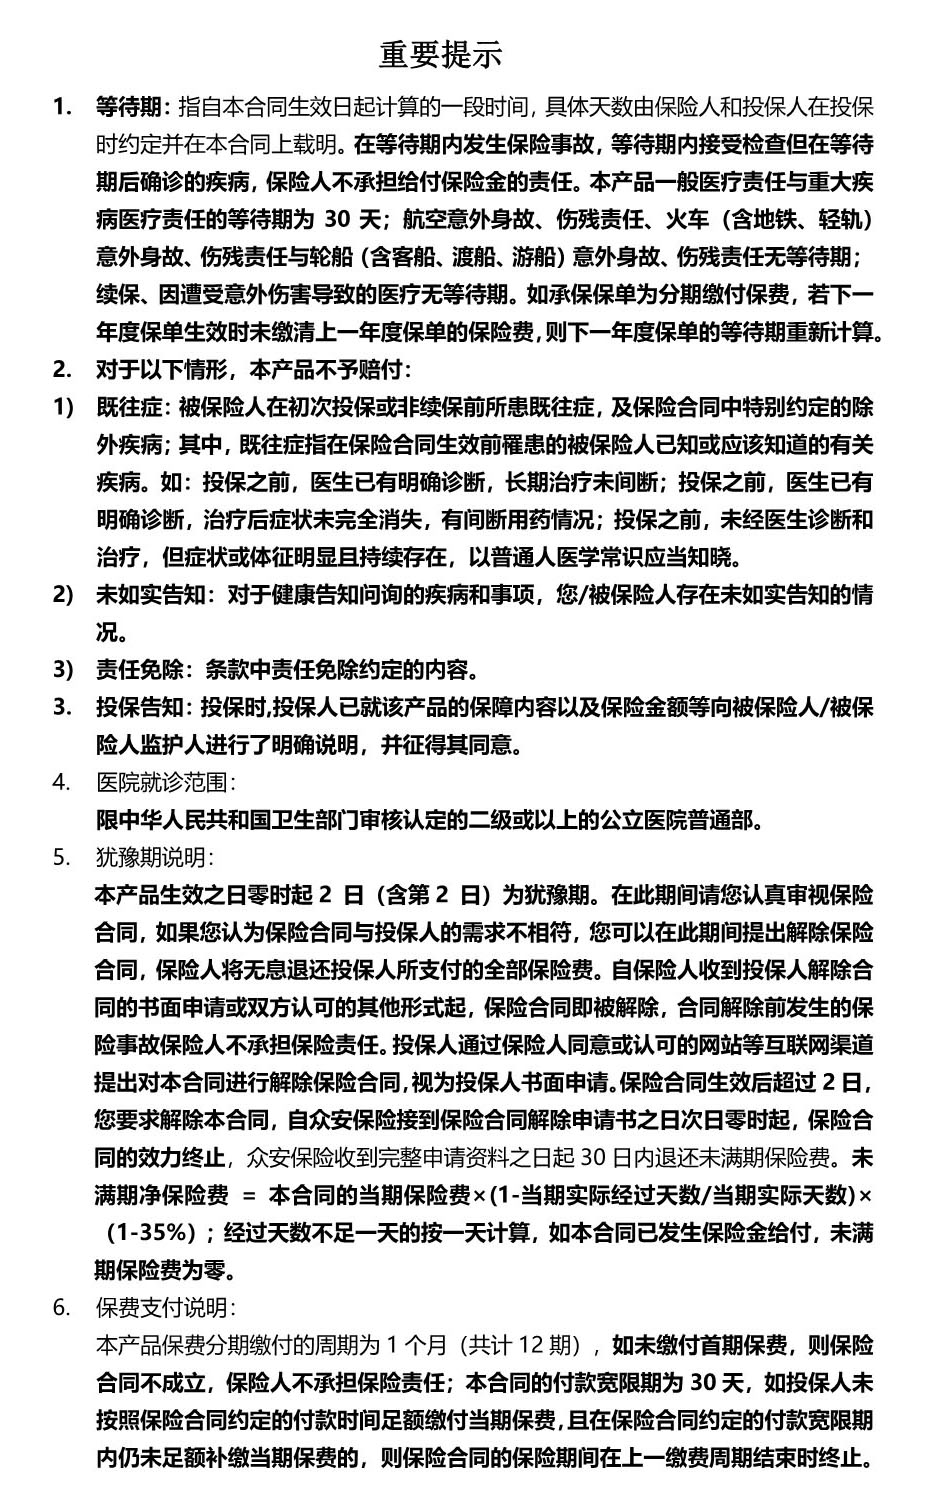 重要提示
1. 等待期：指自本合同生效日起计算的一段时间，具体天数由保险人和投保人在投保
时约定并在本合同上载明。在等待期内发生保险事故，等待期内接受检查但在等待
期后确诊的疾病，保险人不承担给付保险金的责任。本产品一般医疗责任与重大疾
病医疗责任的等待期为 30 天；航空意外身故、伤残责任、火车（含地铁、轻轨）
意外身故、伤残责任与轮船（含客船、渡船、游船）意外身故、伤残责任无等待期；
续保、因遭受意外伤害导致的医疗无等待期。如承保保单为分期缴付保费，若下一
年度保单生效时未缴清上一年度保单的保险费，则下一年度保单的等待期重新计算。
2. 对于以下情形，本产品不予赔付：
1) 既往症：被保险人在初次投保或非续保前所患既往症，及保险合同中特别约定的除
外疾病；其中，既往症指在保险合同生效前罹患的被保险人已知或应该知道的有关
疾病。如：投保之前，医生已有明确诊断，长期治疗未间断；投保之前，医生已有
明确诊断，治疗后症状未完全消失，有间断用药情况；投保之前，未经医生诊断和
治疗，但症状或体征明显且持续存在，以普通人医学常识应当知晓。
2) 未如实告知：对于健康告知问询的疾病和事项，您/被保险人存在未如实告知的情
况。
3) 责任免除：条款中责任免除约定的内容。
3. 投保告知：投保时,投保人已就该产品的保障内容以及保险金额等向被保险人/被保
险人监护人进行了明确说明，并征得其同意。
4. 医院就诊范围：
限中华人民共和国卫生部门审核认定的二级或以上的公立医院普通部。
5. 犹豫期说明：
本产品生效之日零时起 2 日（含第 2 日）为犹豫期。在此期间请您认真审视保险
合同，如果您认为保险合同与投保人的需求不相符，您可以在此期间提出解除保险
合同，保险人将无息退还投保人所支付的全部保险费。自保险人收到投保人解除合
同的书面申请或双方认可的其他形式起，保险合同即被解除，合同解除前发生的保
险事故保险人不承担保险责任。投保人通过保险人同意或认可的网站等互联网渠道
提出对本合同进行解除保险合同，视为投保人书面申请。保险合同生效后超过 2 日，
您要求解除本合同，自众安保险接到保险合同解除申请书之日次日零时起，保险合
同的效力终止，众安保险收到完整申请资料之日起 30 日内退还未满期保险费。未
满期净保险费 = 本合同的当期保险费×(1-当期实际经过天数/当期实际天数)×
（1-35%）；经过天数不足一天的按一天计算，如本合同已发生保险金给付，未满
期保险费为零。
6. 保费支付说明：
本产品保费分期缴付的周期为 1 个月（共计 12 期），如未缴付首期保费，则保险
合同不成立，保险人不承担保险责任；本合同的付款宽限期为 30 天，如投保人未
按照保险合同约定的付款时间足额缴付当期保费，且在保险合同约定的付款宽限期
内仍未足额补缴当期保费的，则保险合同的保险期间在上一缴费周期结束时终止。